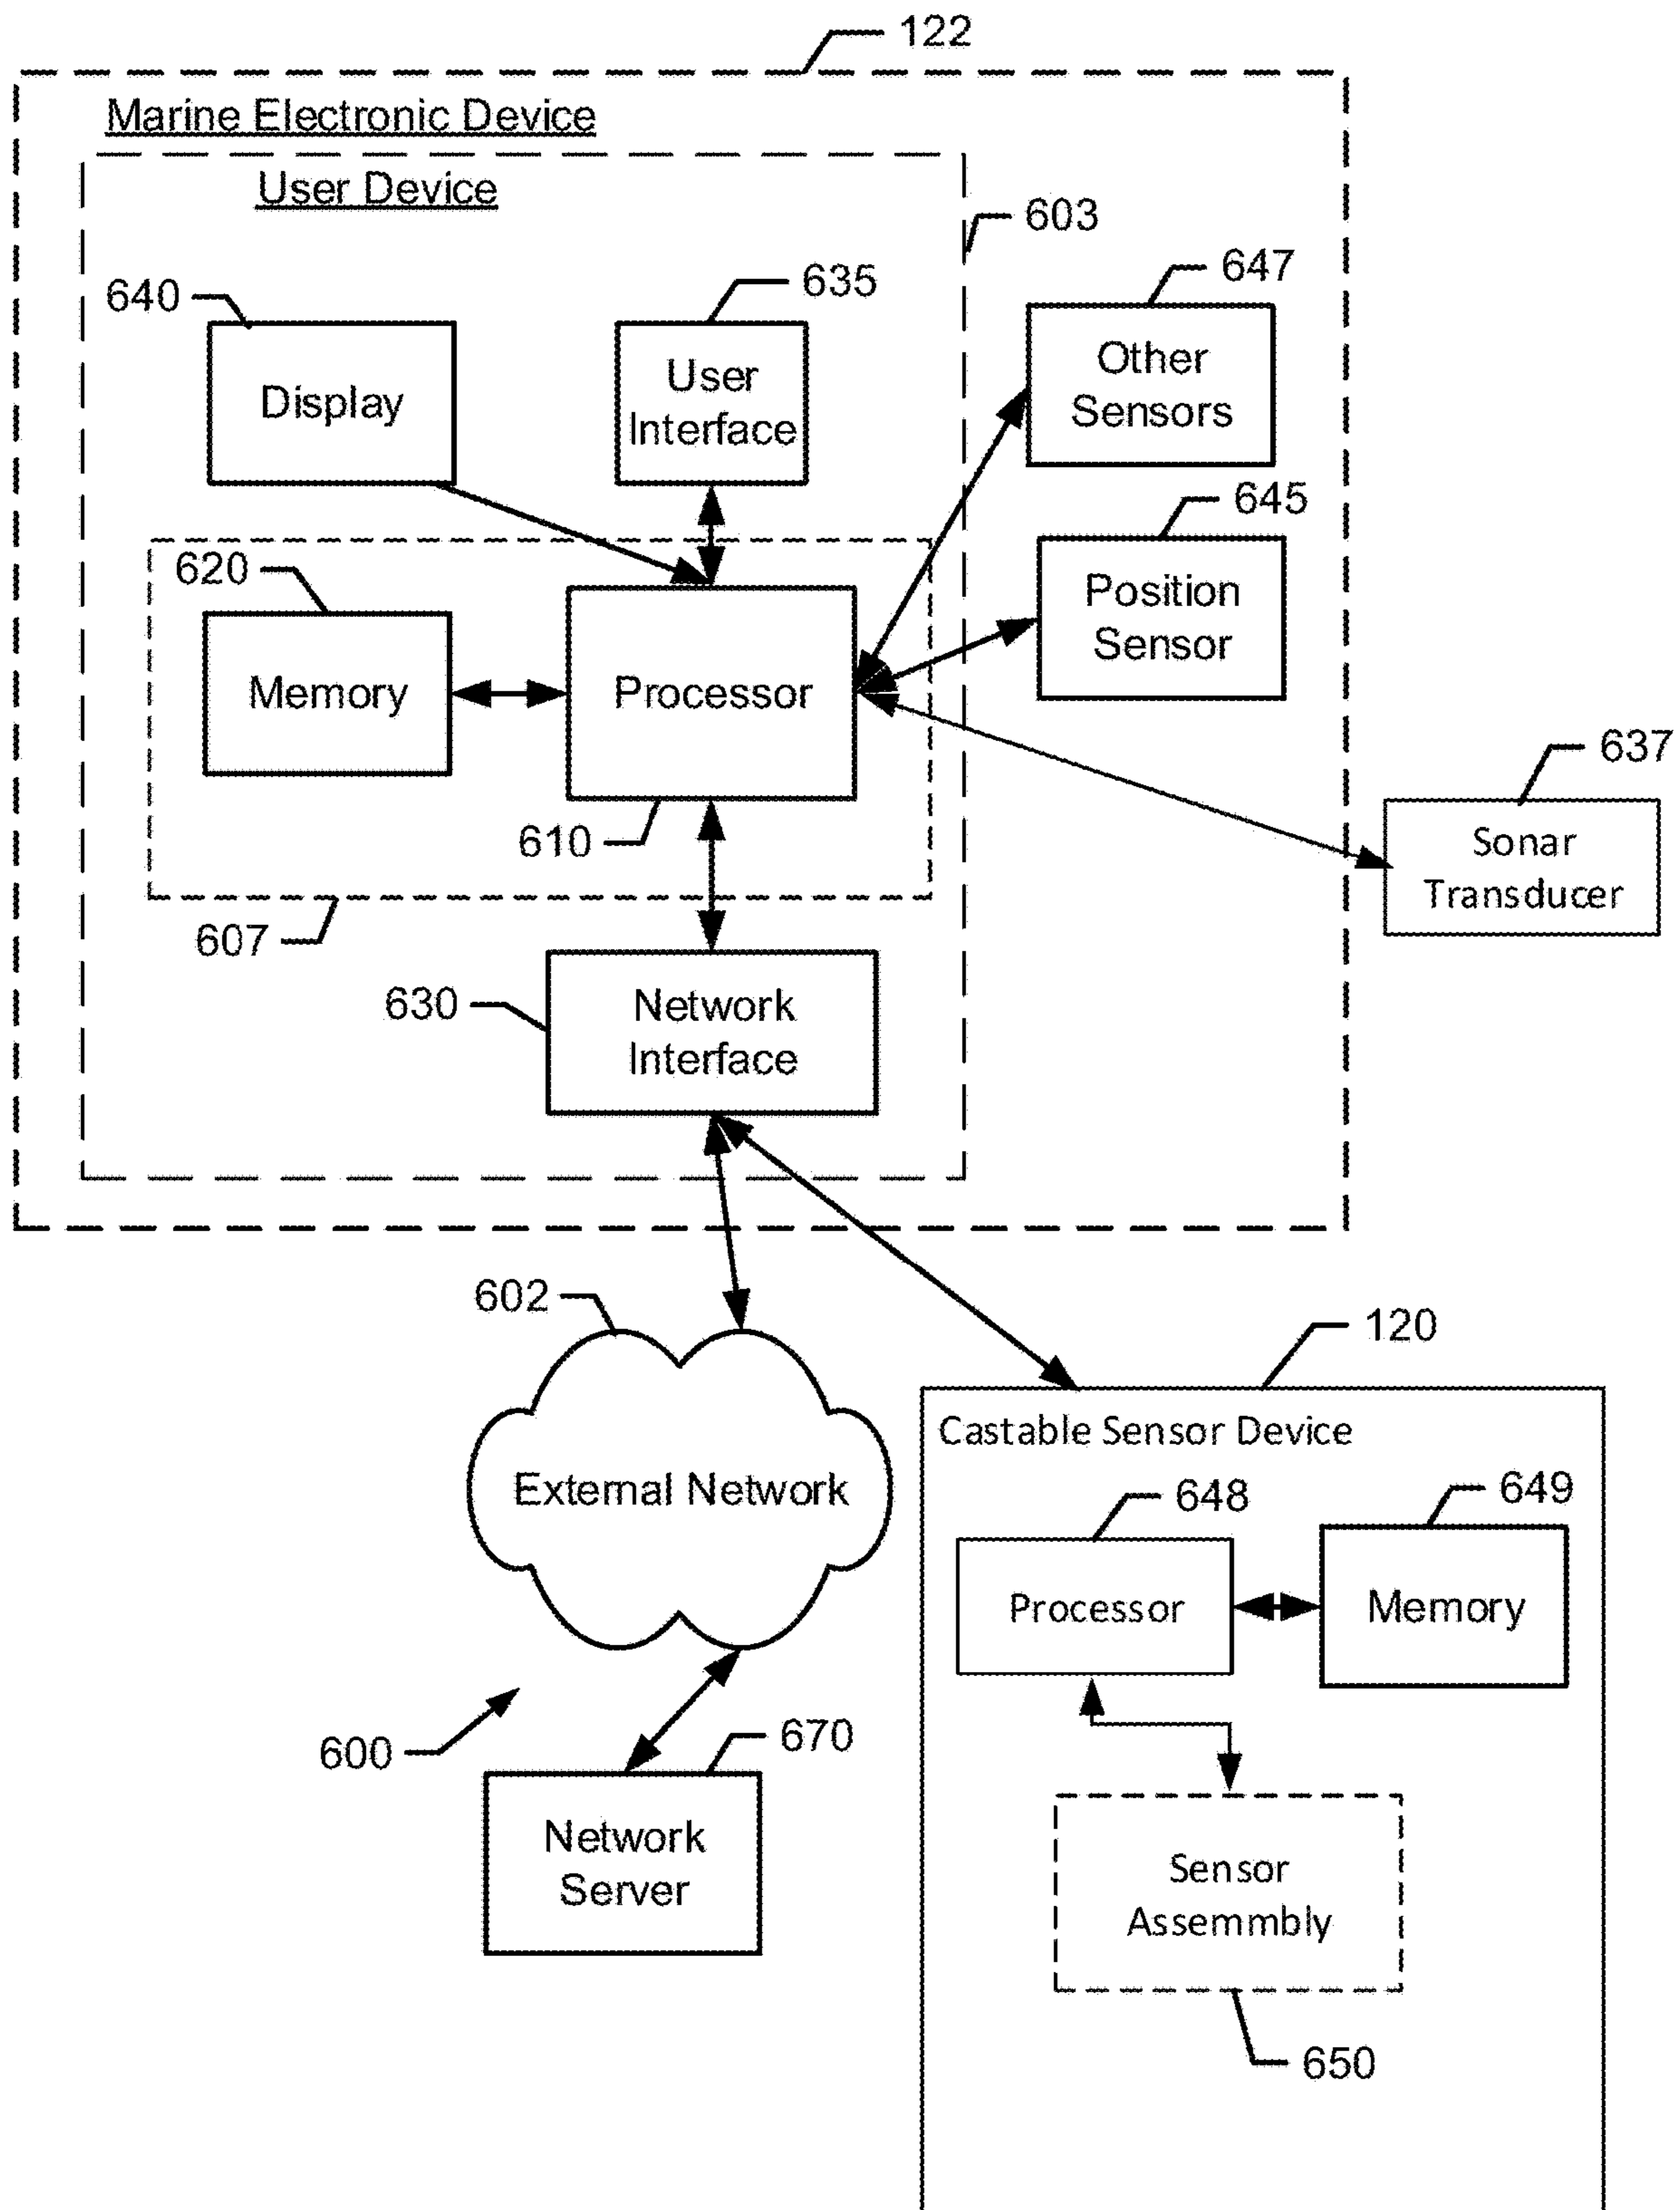 122
Marine Electronic Device
User Device
603
640
635
647
Display
User
Interface
Other
Sensors
645
620
Memory
Processor
Position
Sensor
637
610
Sonar
Transducer
607
630
Network
Interface
602
120
External Network
Castable Sensor Device
648
649
Processor
Memory
600
670
Network
Server
Sensor
Assemmbly
650